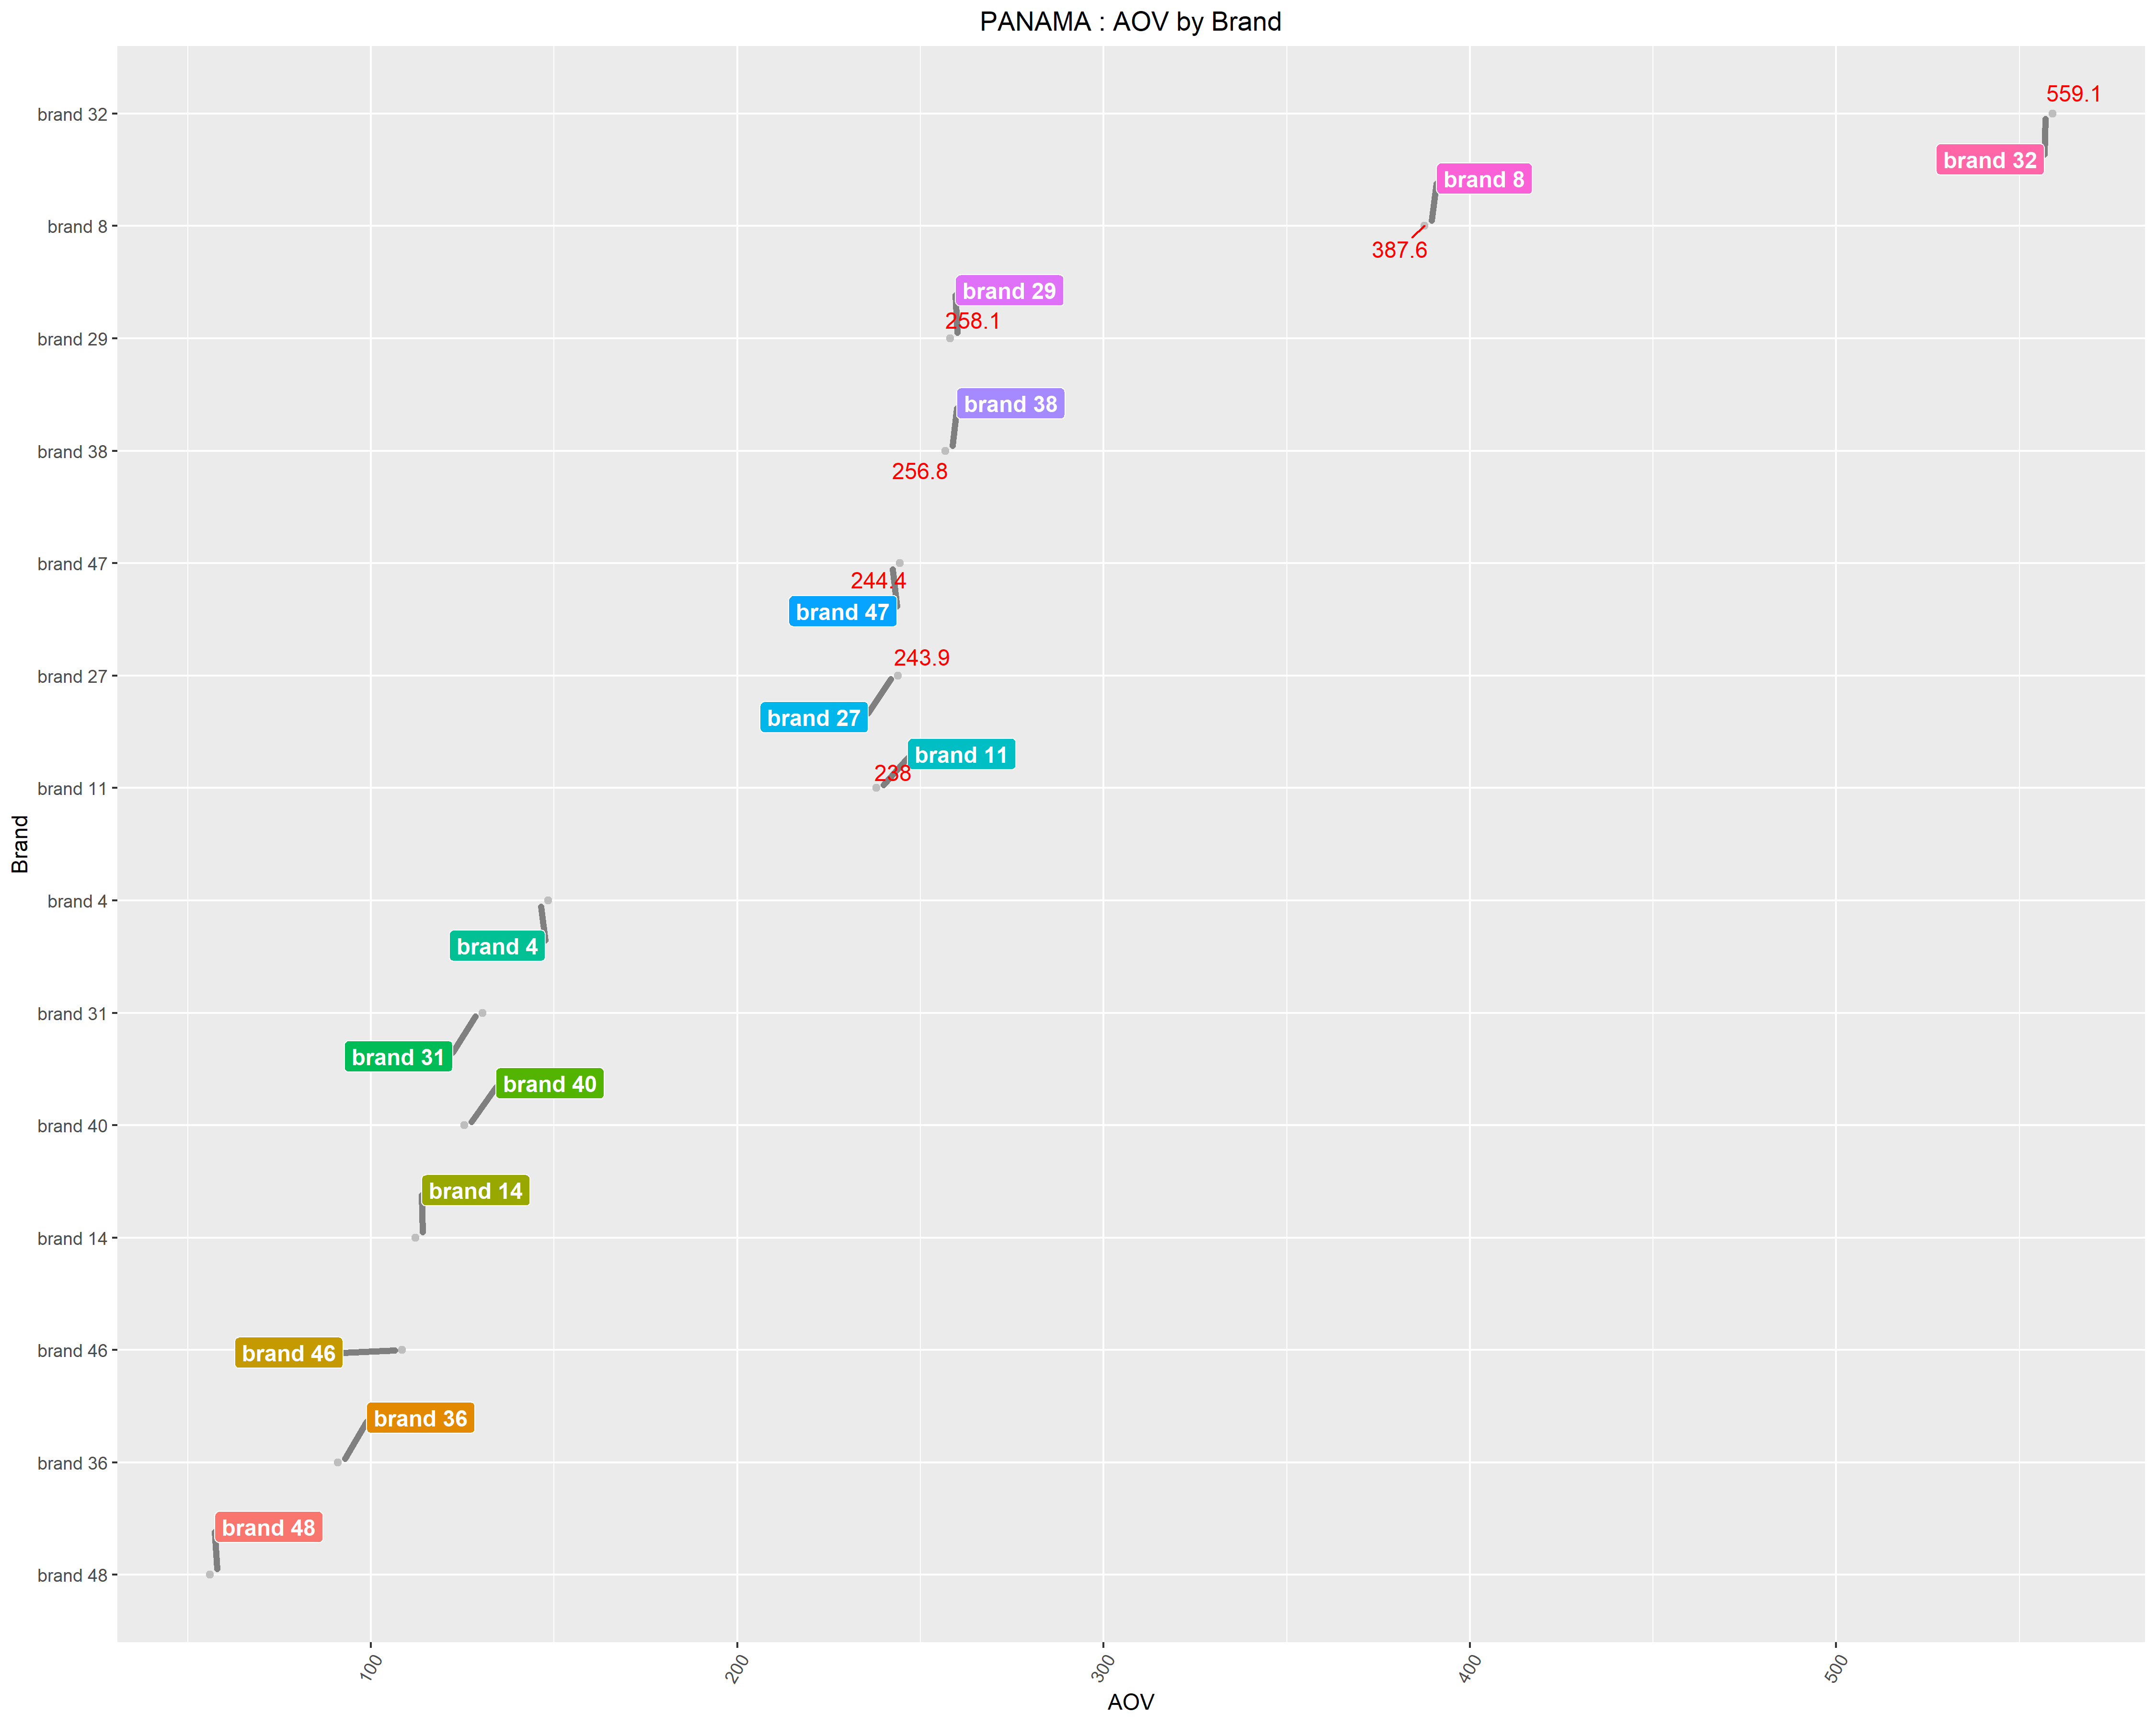 PANAMA : AOV by Brand
559.1
brand 32
brand 32
brand 8
brand 8
387.6
brand 29
258.1
brand 29
brand 38
brand 38
256.8
brand 47
244.4
brand 47
243.9
brand 27
brand 27
brand 11
238
brand 11
Brand
brand 4
brand 4
brand 31
brand 31
brand 40
brand 40
brand 14
brand 14
brand 46
brand 46
brand 36
brand 36
brand 48
brand 48
100
200
300
400
500
AOV